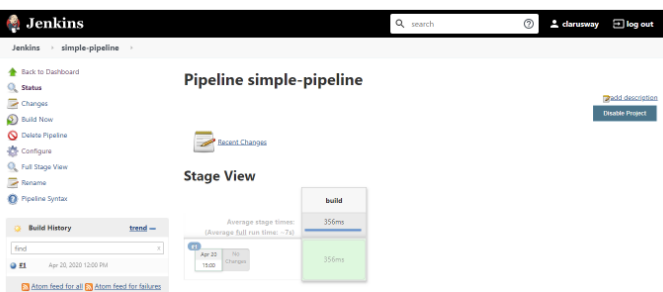 Jenkins
search
clarusway
log out
Jenkins
simple-pipeline
Back to Dashboard
Status
Changes
Build Now
Delete Pipeline
Configure
Full Stage View
Rename
Pipeline Syntax
Build History
trend
find
x
#1
Apr 20, 2020 12:00 PM
Atom feed for all
Atom feed for failures
Pipeline simple-pipeline
add description
Disable Project
Recent Changes
Stage View
build
Average stage times:
(Average full run time: ~7s)
356ms
#1
Apr 20
15:00
No
Changes
356ms